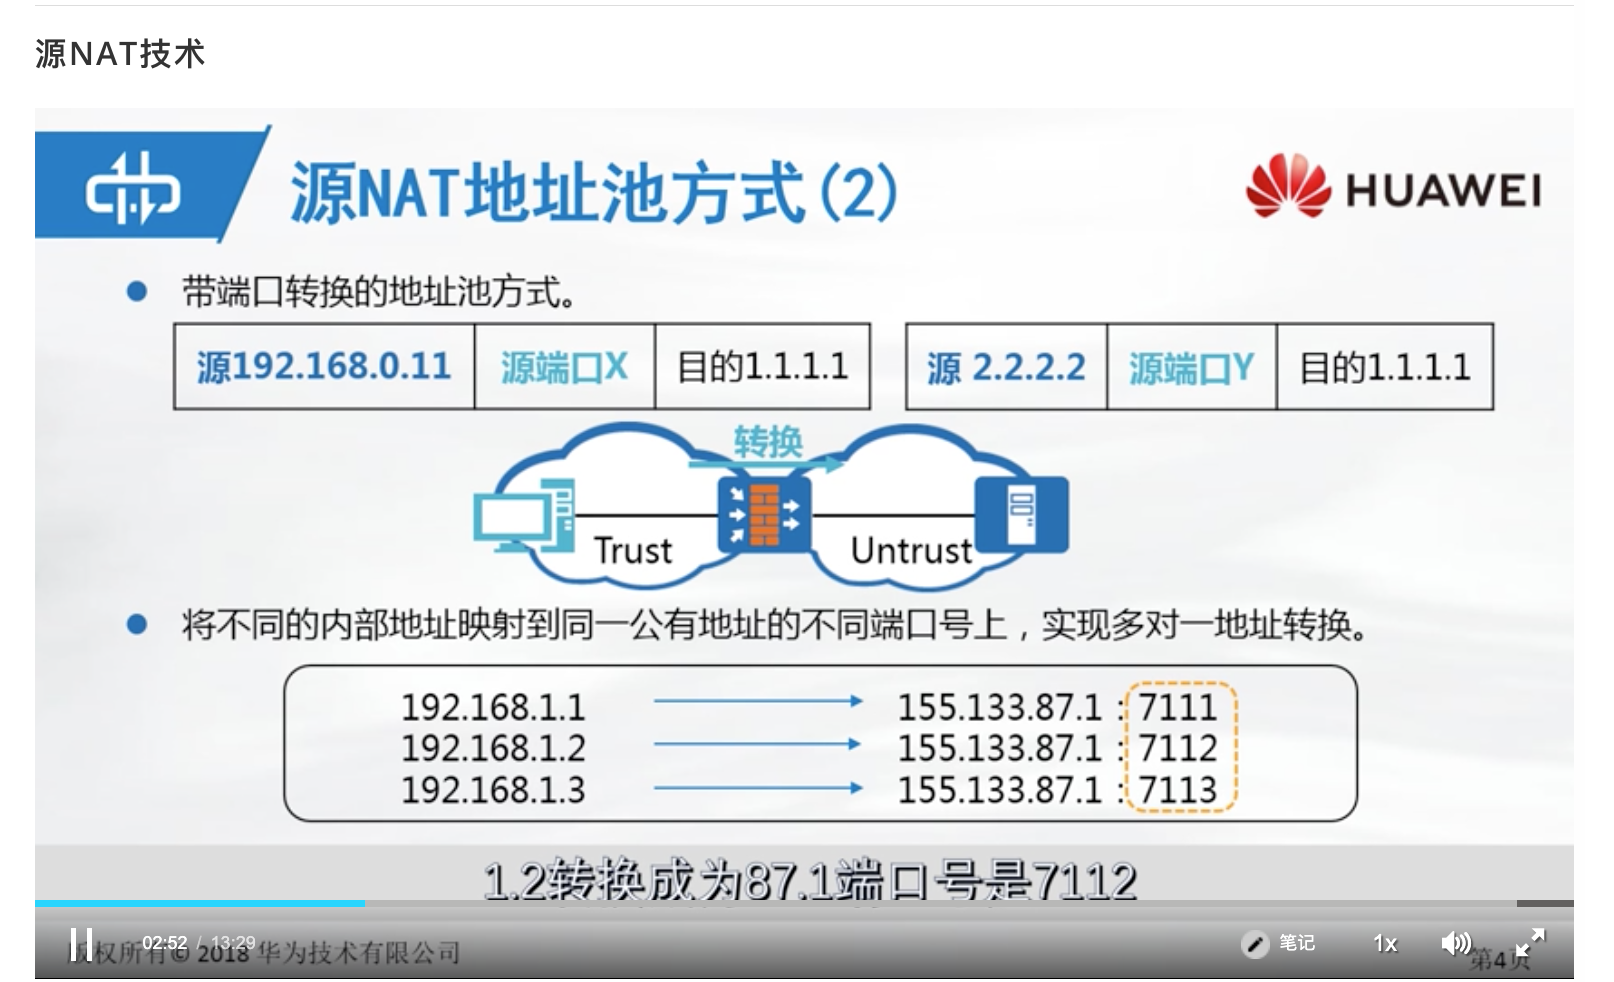 源NAT技术
源NAT地址池方式(2)
HUAWEI
带端口转换的地址池方式。
源192.168.0.11 源端口X 目的1.1.1.1 源 2.2.2.2 源端口Y 目的1.1.1.1
转换
Trust Untrust
将不同的内部地址映射到同一公有地址的不同端口号上，实现多对一地址转换。
192.168.1.1 155.133.87.1 : 7111
192.168.1.2 155.133.87.1 : 7112
192.168.1.3 155.133.87.1 : 7113
1.2转换成为87.1端口号是7112
02:52 / 13:29 笔记 1x
版权所有© 2018 华为技术有限公司 第4页